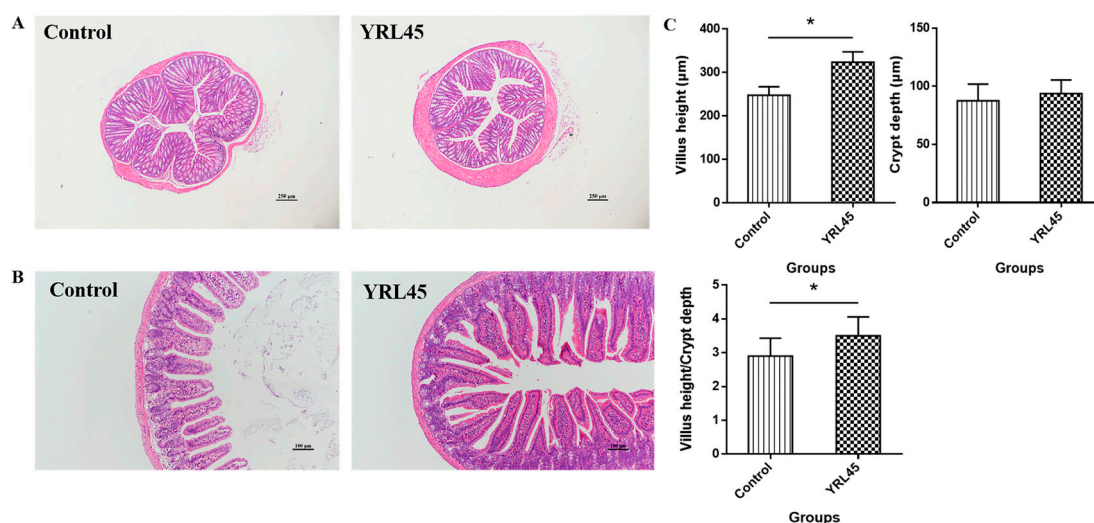 A
Control
YRL45
250 μm
250 μm
B
Control
YRL45
100 μm
100 μm
C
*
Villus height (μm)
400
300
200
100
0
Control
YRL45
Groups
Crypt depth (μm)
150
100
50
0
Control
YRL45
Groups
*
Villus height/Crypt depth
5
4
3
2
1
0
Control
YRL45
Groups